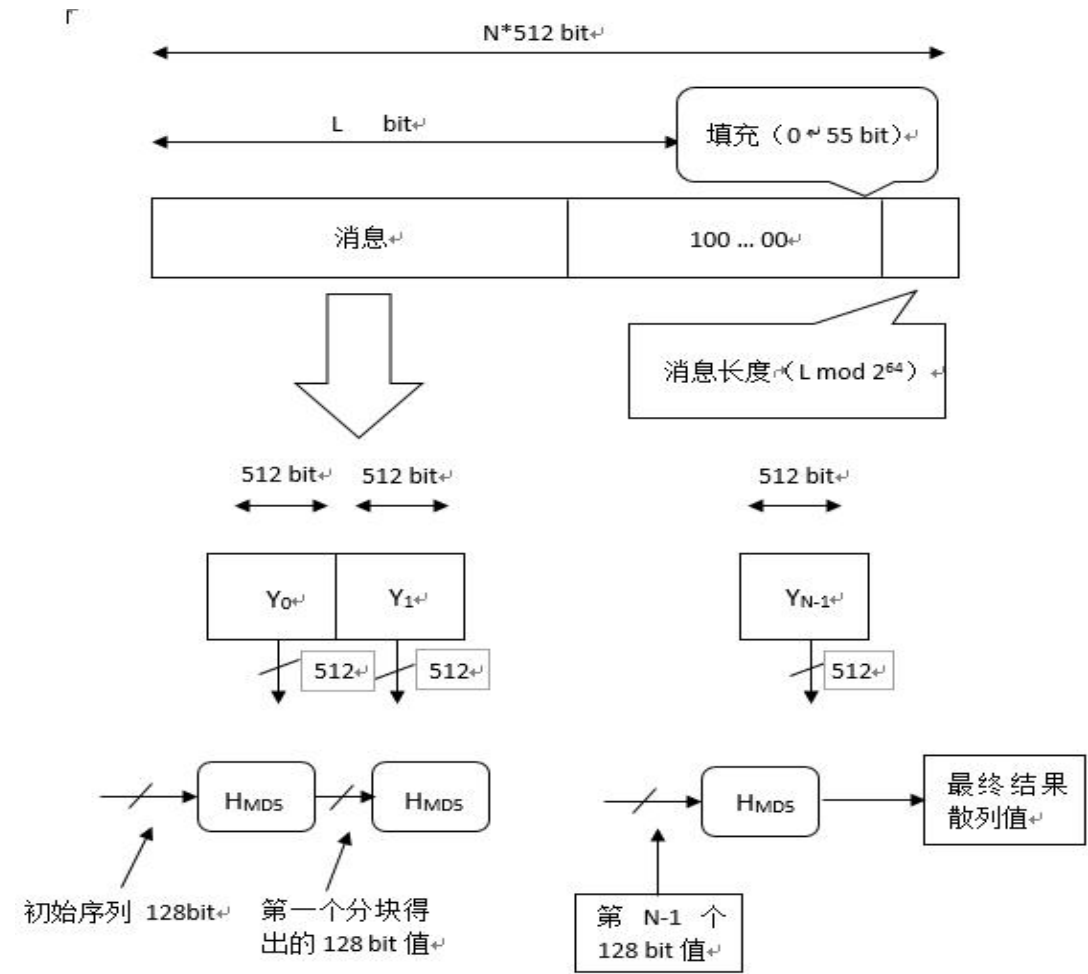 N*512 bit↵
L bit↵
填充（0 ↵ 55 bit）↵
消息↵
100 ... 00↵
消息长度（L mod 2⁶⁴）↵
512 bit↵
512 bit↵
512 bit↵
Y₀↵
Y₁↵
Y_N-1↵
512↵
512↵
512↵
H_MD5
H_MD5
H_MD5
最终结果
散列值↵
初始序列 128bit↵
第一个分块得
出的 128 bit 值↵
第 N-1 个
128 bit 值↵